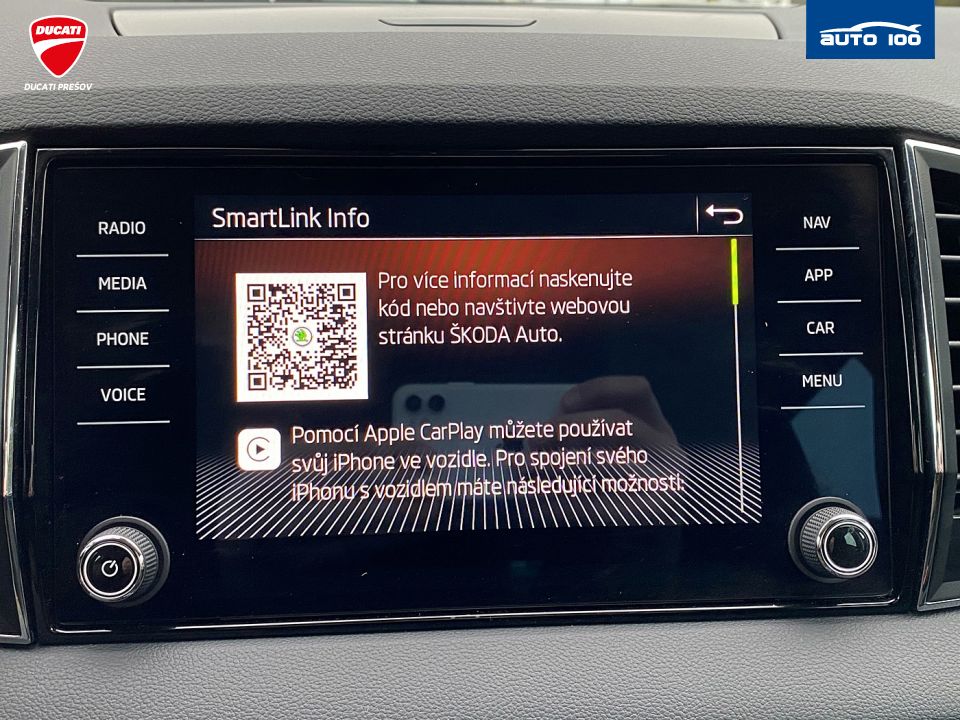 DUCATI
DUCATI PREŠOV
AUTO 100
SmartLink Info
RADIO
MEDIA
PHONE
VOICE
Pro více informací naskenujte
kód nebo navštivte webovou
stránku ŠKODA Auto.
Pomocí Apple CarPlay můžete používat
svůj iPhone ve vozidle. Pro spojení svého
iPhonu s vozidlem máte následující možnosti:
NAV
APP
CAR
MENU